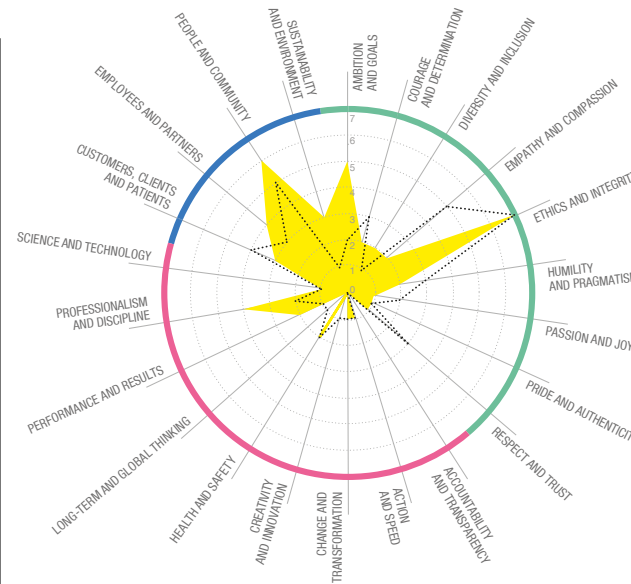 AMBITION
AND GOALS
COURAGE
AND DETERMINATION
DIVERSITY AND INCLUSION
EMPATHY AND COMPASSION
ETHICS AND INTEGRIT
HUMILITY
AND PRAGMATISM
PASSION AND JOY
PRIDE AND AUTHENTICIT
RESPECT AND TRUST
ACCOUNTABILITY
AND TRANSPARENCY
ACTION
AND SPEED
CHANGE AND
TRANSFORMATION
CREATIVITY
AND INNOVATION
HEALTH AND SAFETY
LONG-TERM AND GLOBAL THINKING
PERFORMANCE AND RESULTS
PROFESSIONALISM
AND DISCIPLINE
SCIENCE AND TECHNOLOGY
CUSTOMERS, CLIENTS
AND PATIENTS
EMPLOYEES AND PARTNERS
PEOPLE AND COMMUNITY
SUSTAINABILITY
AND ENVIRONMENT
7
6
5
4
3
2
1
0